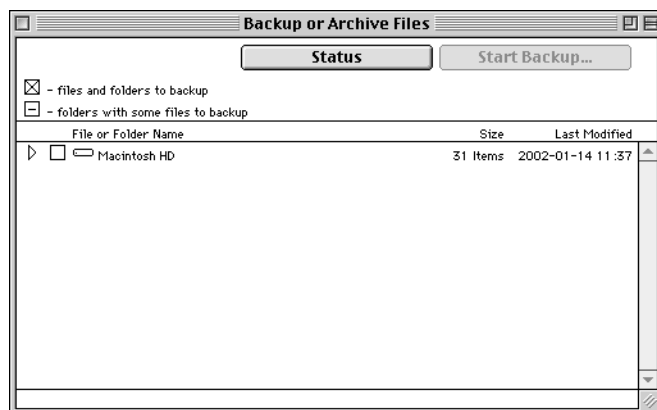 Backup or Archive Files
Status
Start Backup...
- files and folders to backup
- folders with some files to backup
File or Folder Name Size Last Modified
Macintosh HD 31 Items 2002-01-14 11:37